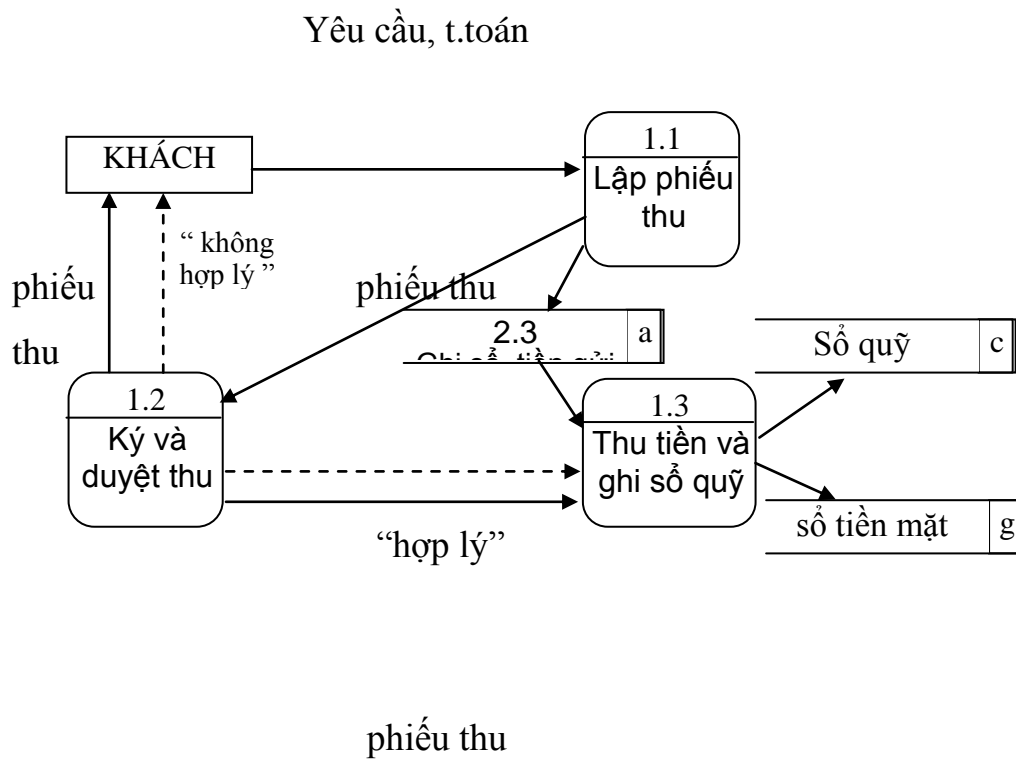 Yêu cầu, t.toán
KHÁCH
1.1
Lập phiếu
thu
“ không
hợp lý ”
phiếu
thu
phiếu thu
2.3
a
Sổ quỹ
c
1.2
Ký và
duyệt thu
1.3
Thu tiền và
ghi sổ quỹ
sổ tiền mặt
g
“hợp lý”
phiếu thu